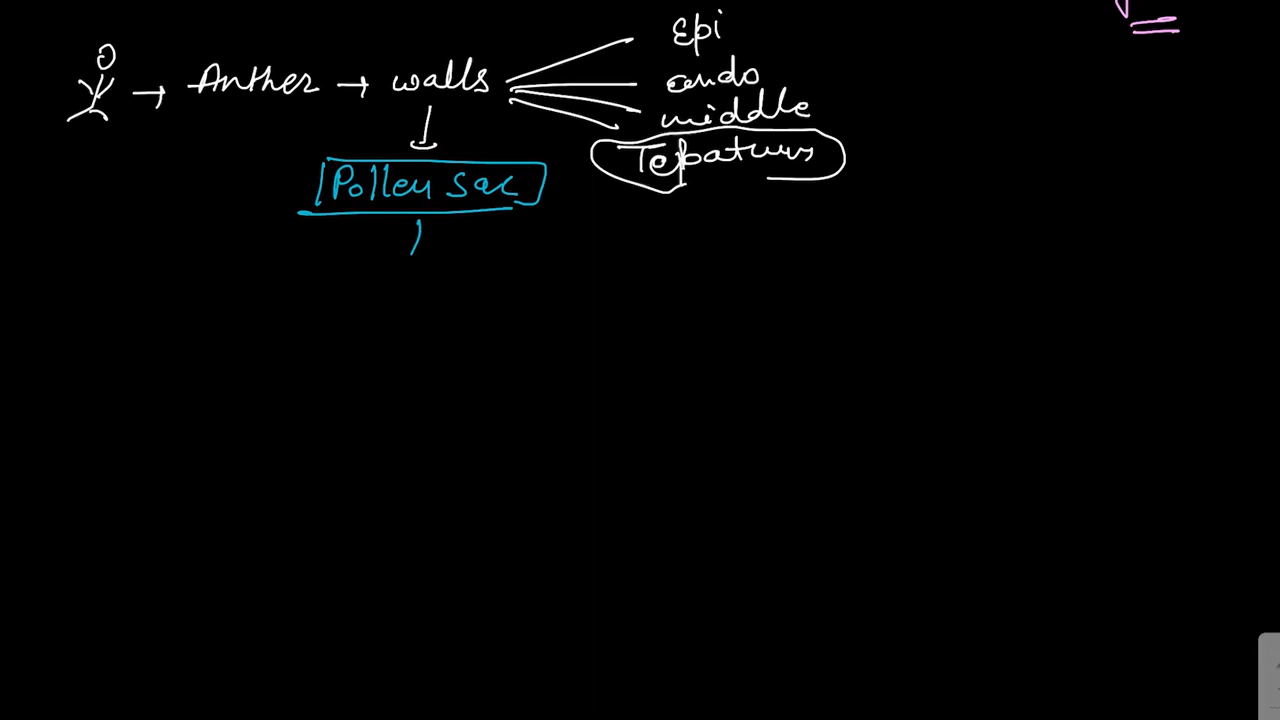 Epi
Anther → walls
endo
middle
Tepatum
Pollen sac